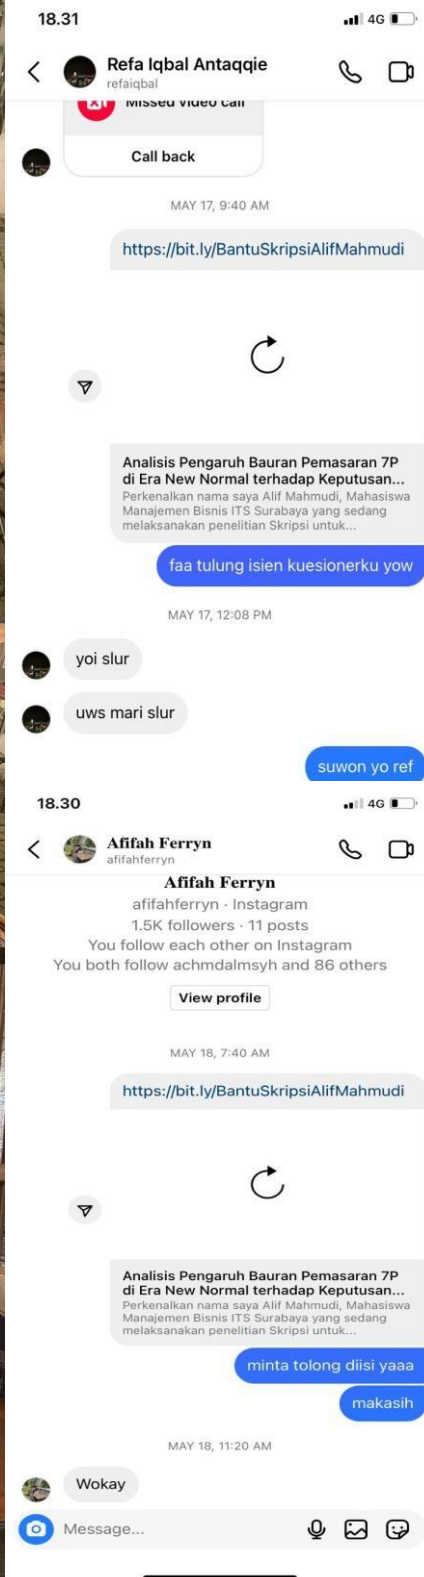 18.31
4G
Refa Iqbal Antaqqie
refaiqbal
Missed video call
Call back
MAY 17, 9:40 AM
https://bit.ly/BantuSkripsiAlifMahmudi
Analisis Pengaruh Bauran Pemasaran 7P
di Era New Normal terhadap Keputusan...
Perkenalkan nama saya Alif Mahmudi, Mahasiswa
Manajemen Bisnis ITS Surabaya yang sedang
melaksanakan penelitian Skripsi untuk...
faa tulung isien kuesionerku yow
MAY 17, 12:08 PM
yoi slur
uws mari slur
suwon yo ref
18.30
4G
Afifah Ferryn
afifahferryn
Afifah Ferryn
afifahferryn · Instagram
1.5K followers · 11 posts
You follow each other on Instagram
You both follow achmdalmsyh and 86 others
View profile
MAY 18, 7:40 AM
https://bit.ly/BantuSkripsiAlifMahmudi
Analisis Pengaruh Bauran Pemasaran 7P
di Era New Normal terhadap Keputusan...
Perkenalkan nama saya Alif Mahmudi, Mahasiswa
Manajemen Bisnis ITS Surabaya yang sedang
melaksanakan penelitian Skripsi untuk...
minta tolong diisi yaaa
makasih
MAY 18, 11:20 AM
Wokay
Message...